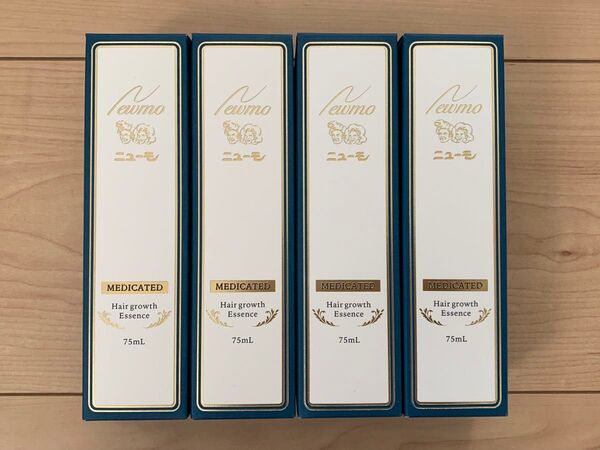 Newmo
ニューモ
MEDICATED
Hair growth
Essence
75mL
Newmo
ニューモ
MEDICATED
Hair growth
Essence
75mL
Newmo
ニューモ
MEDICATED
Hair growth
Essence
75mL
Newmo
ニューモ
MEDICATED
Hair growth
Essence
75mL